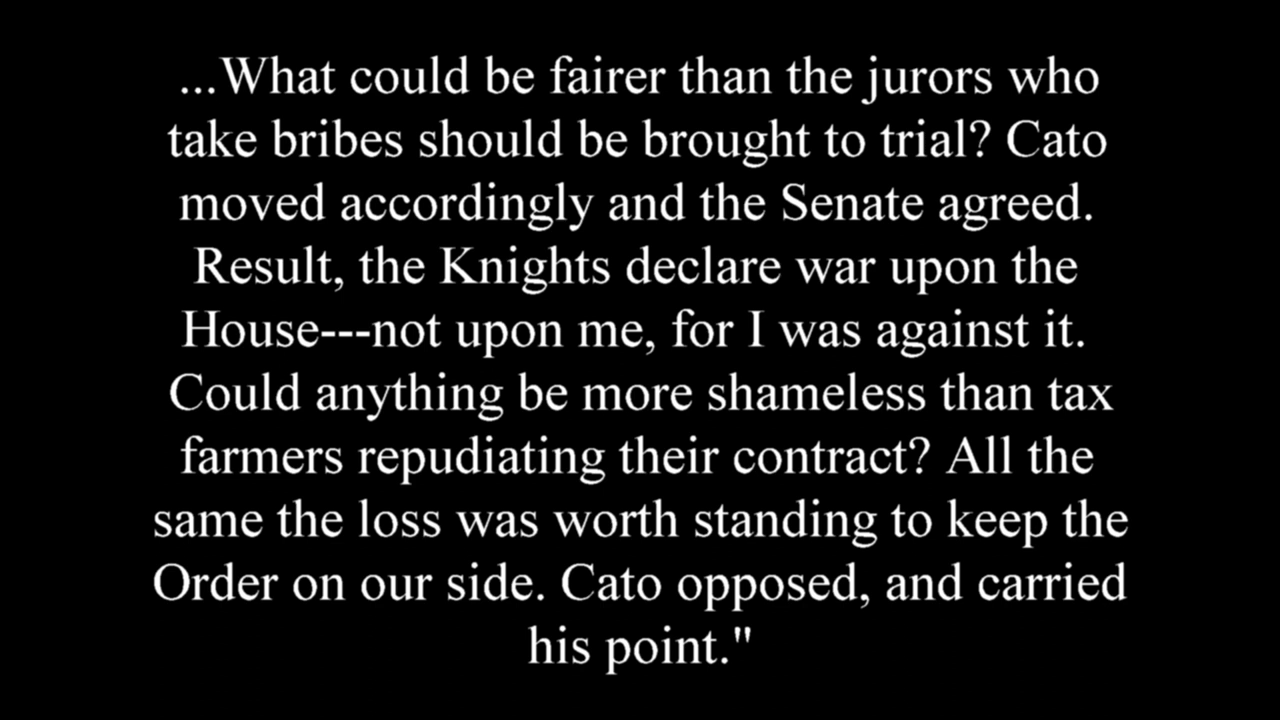 ...What could be fairer than the jurors who
take bribes should be brought to trial? Cato
moved accordingly and the Senate agreed.
Result, the Knights declare war upon the
House---not upon me, for I was against it.
Could anything be more shameless than tax
farmers repudiating their contract? All the
same the loss was worth standing to keep the
Order on our side. Cato opposed, and carried
his point."